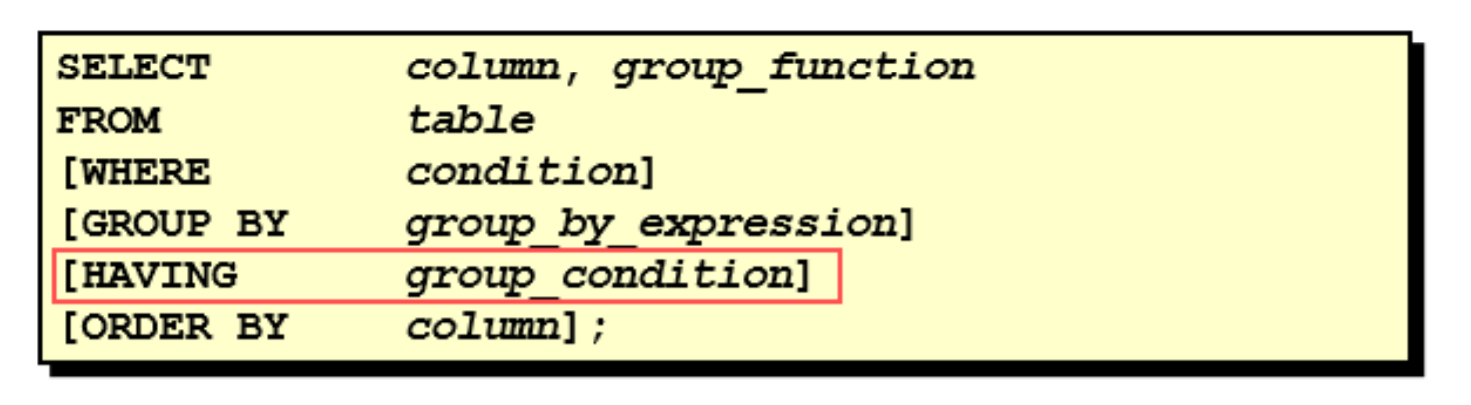 SELECT column, group_function
FROM table
[WHERE condition]
[GROUP BY group_by_expression]
[HAVING group_condition]
[ORDER BY column];